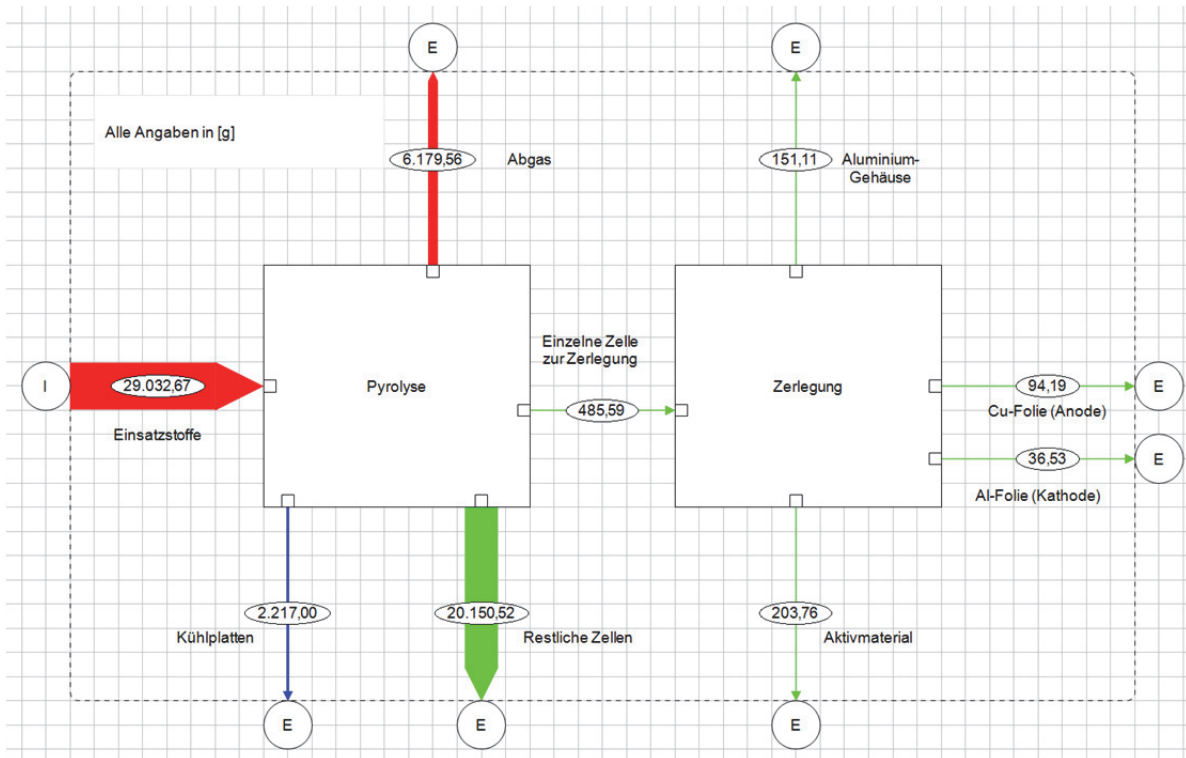 E
E
Alle Angaben in [g]
6.179,56
Abgas
151,11
Aluminium-
Gehäuse
Einzelne Zelle
zur Zerlegung
I
29.032,67
Pyrolyse
Zerlegung
94,19
E
Einsatzstoffe
485,59
Cu-Folie (Anode)
36,53
E
Al-Folie (Kathode)
2.217,00
20.150,52
203,76
Kühlplatten
Restliche Zellen
Aktivmaterial
E
E
E